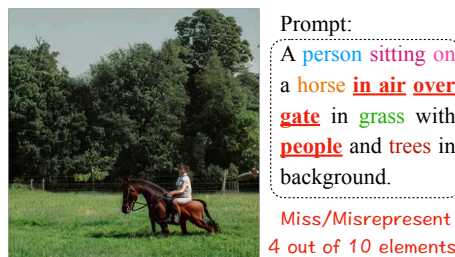 Prompt:
A person sitting on
a horse in air over
gate in grass with
people and trees in
background.
Miss/Misrepresent
4 out of 10 elements